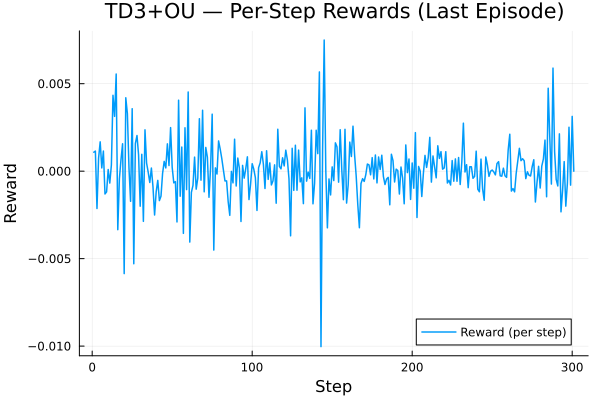 TD3+OU — Per-Step Rewards (Last Episode)
Reward
0.005
0.000
−0.005
−0.010
0
100
200
300
Step
Reward (per step)